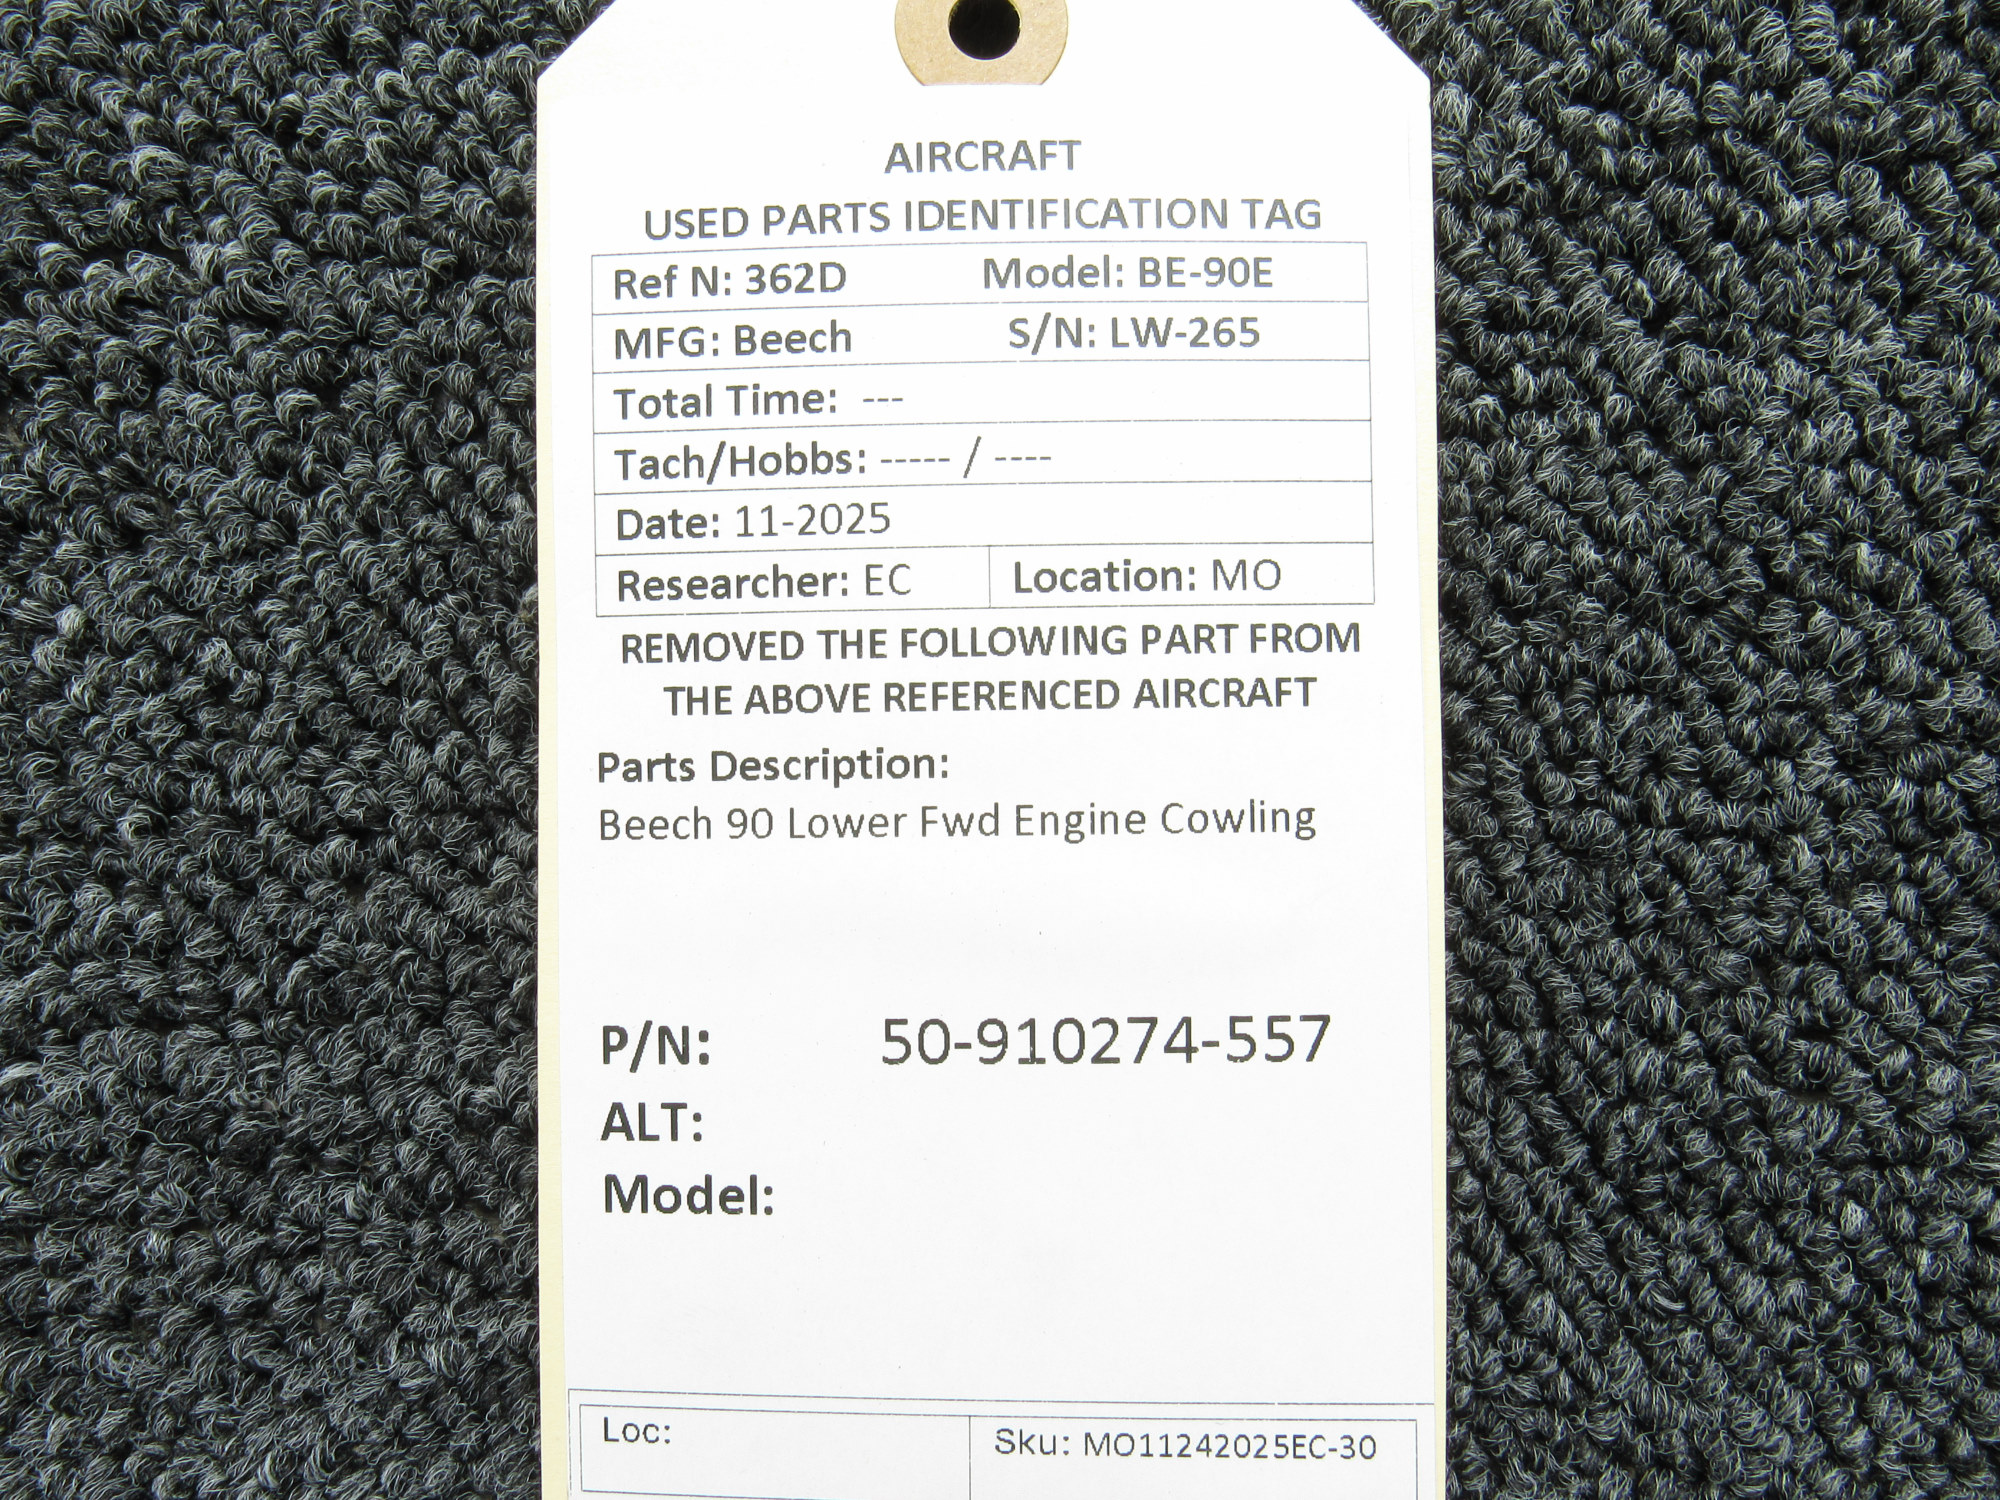 AIRCRAFT
USED PARTS IDENTIFICATION TAG
Ref N: 362D Model: BE-90E
MFG: Beech S/N: LW-265
Total Time: ---
Tach/Hobbs: ----- / ----
Date: 11-2025
Researcher: EC Location: MO
REMOVED THE FOLLOWING PART FROM
THE ABOVE REFERENCED AIRCRAFT
Parts Description:
Beech 90 Lower Fwd Engine Cowling
P/N: 50-910274-557
ALT:
Model:
Loc: Sku: MO11242025EC-30